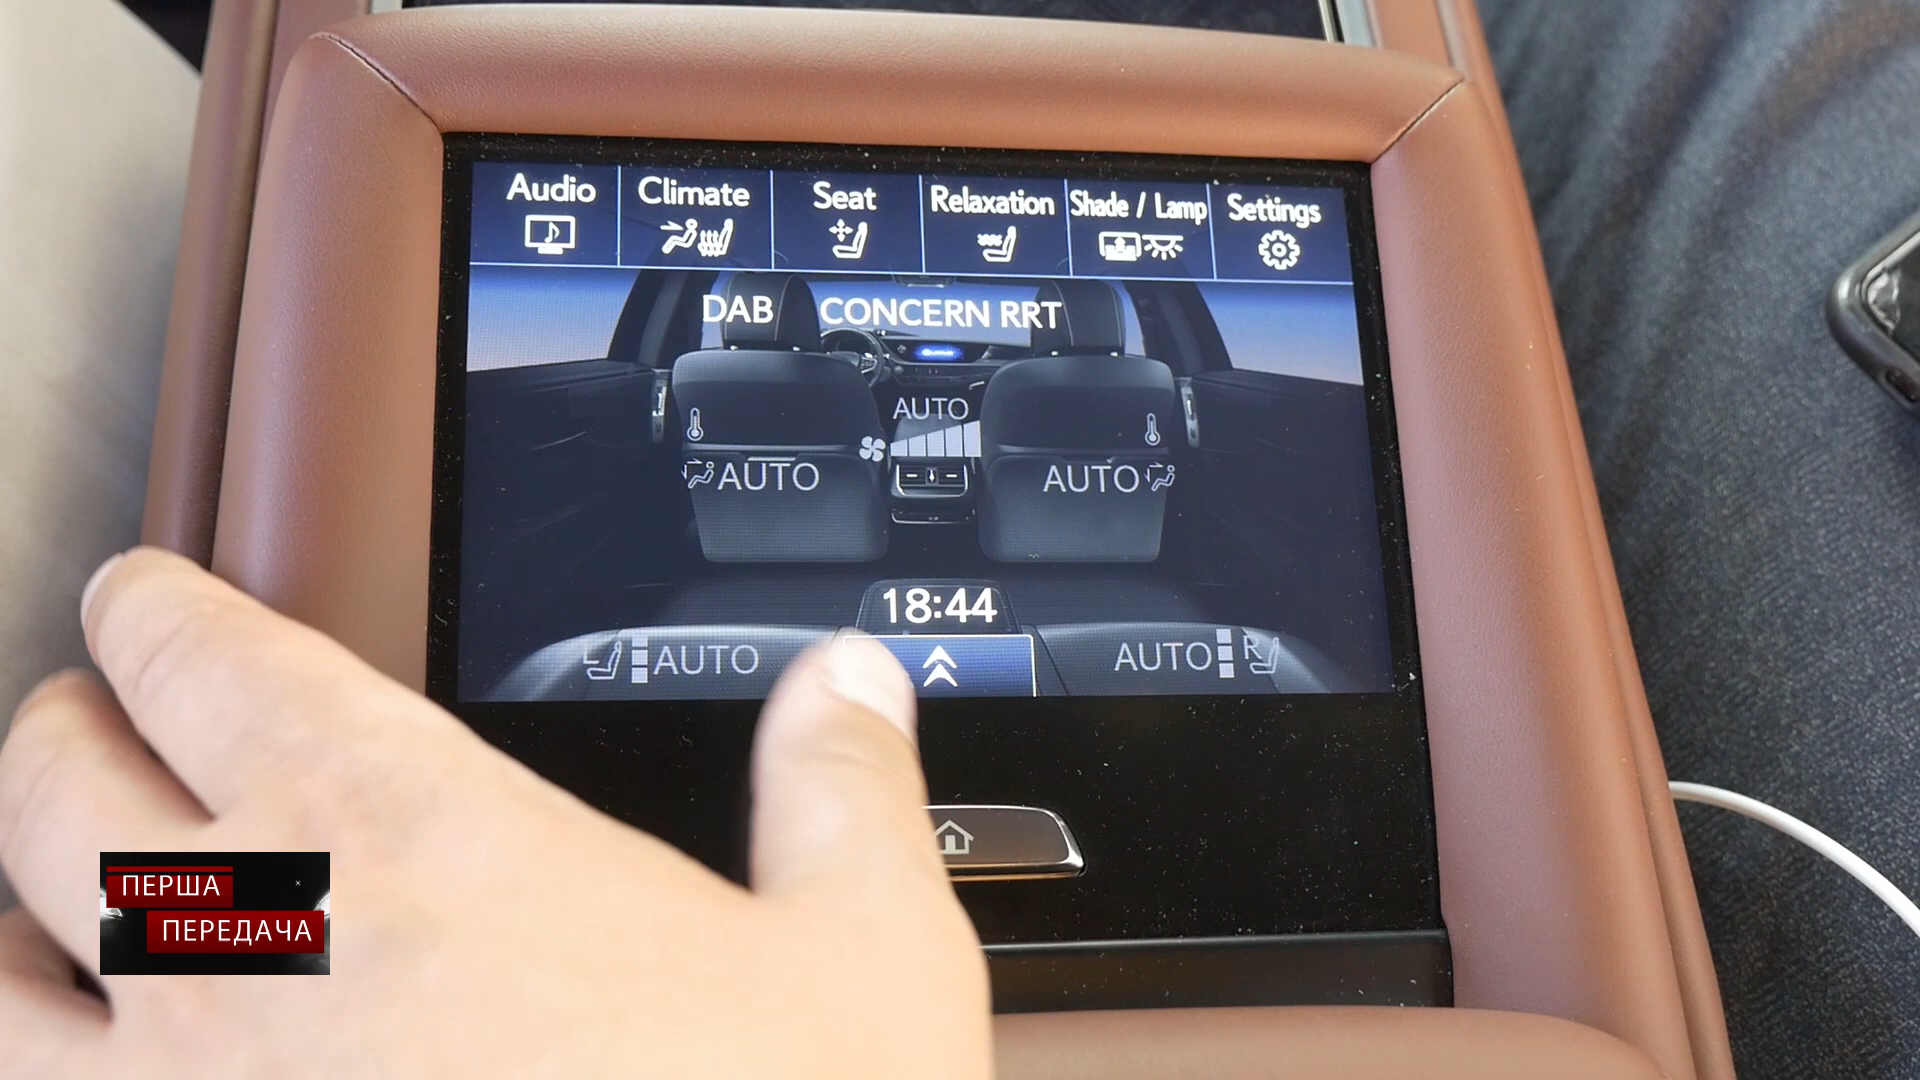 Audio Climate Seat Relaxation Shade / Lamp Settings
DAB CONCERN RRT
AUTO
AUTO AUTO
18:44
L AUTO AUTO R
ПЕРША
ПЕРЕДАЧА